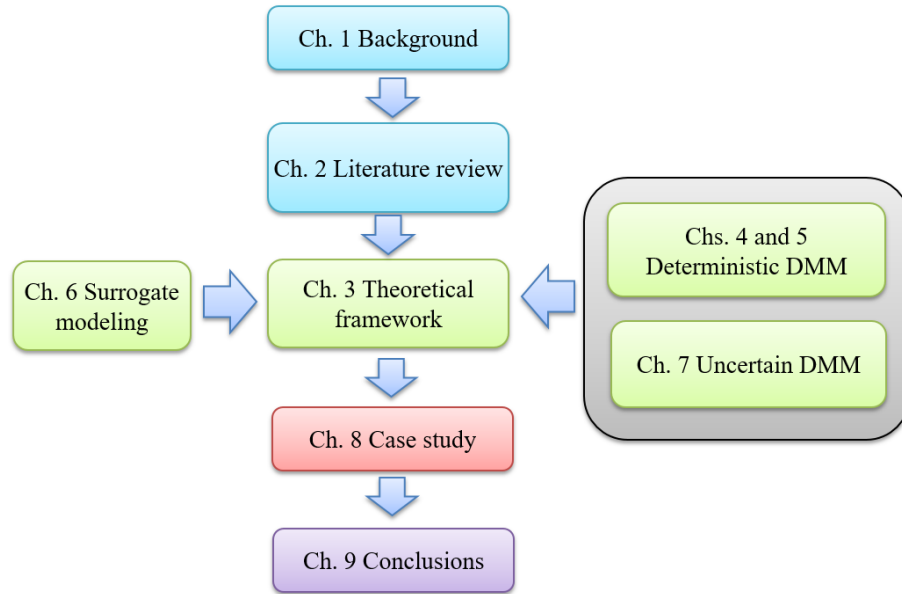 Ch. 1 Background
Ch. 2 Literature review
Chs. 4 and 5
Deterministic DMM
Ch. 6 Surrogate
modeling
Ch. 3 Theoretical
framework
Ch. 7 Uncertain DMM
Ch. 8 Case study
Ch. 9 Conclusions